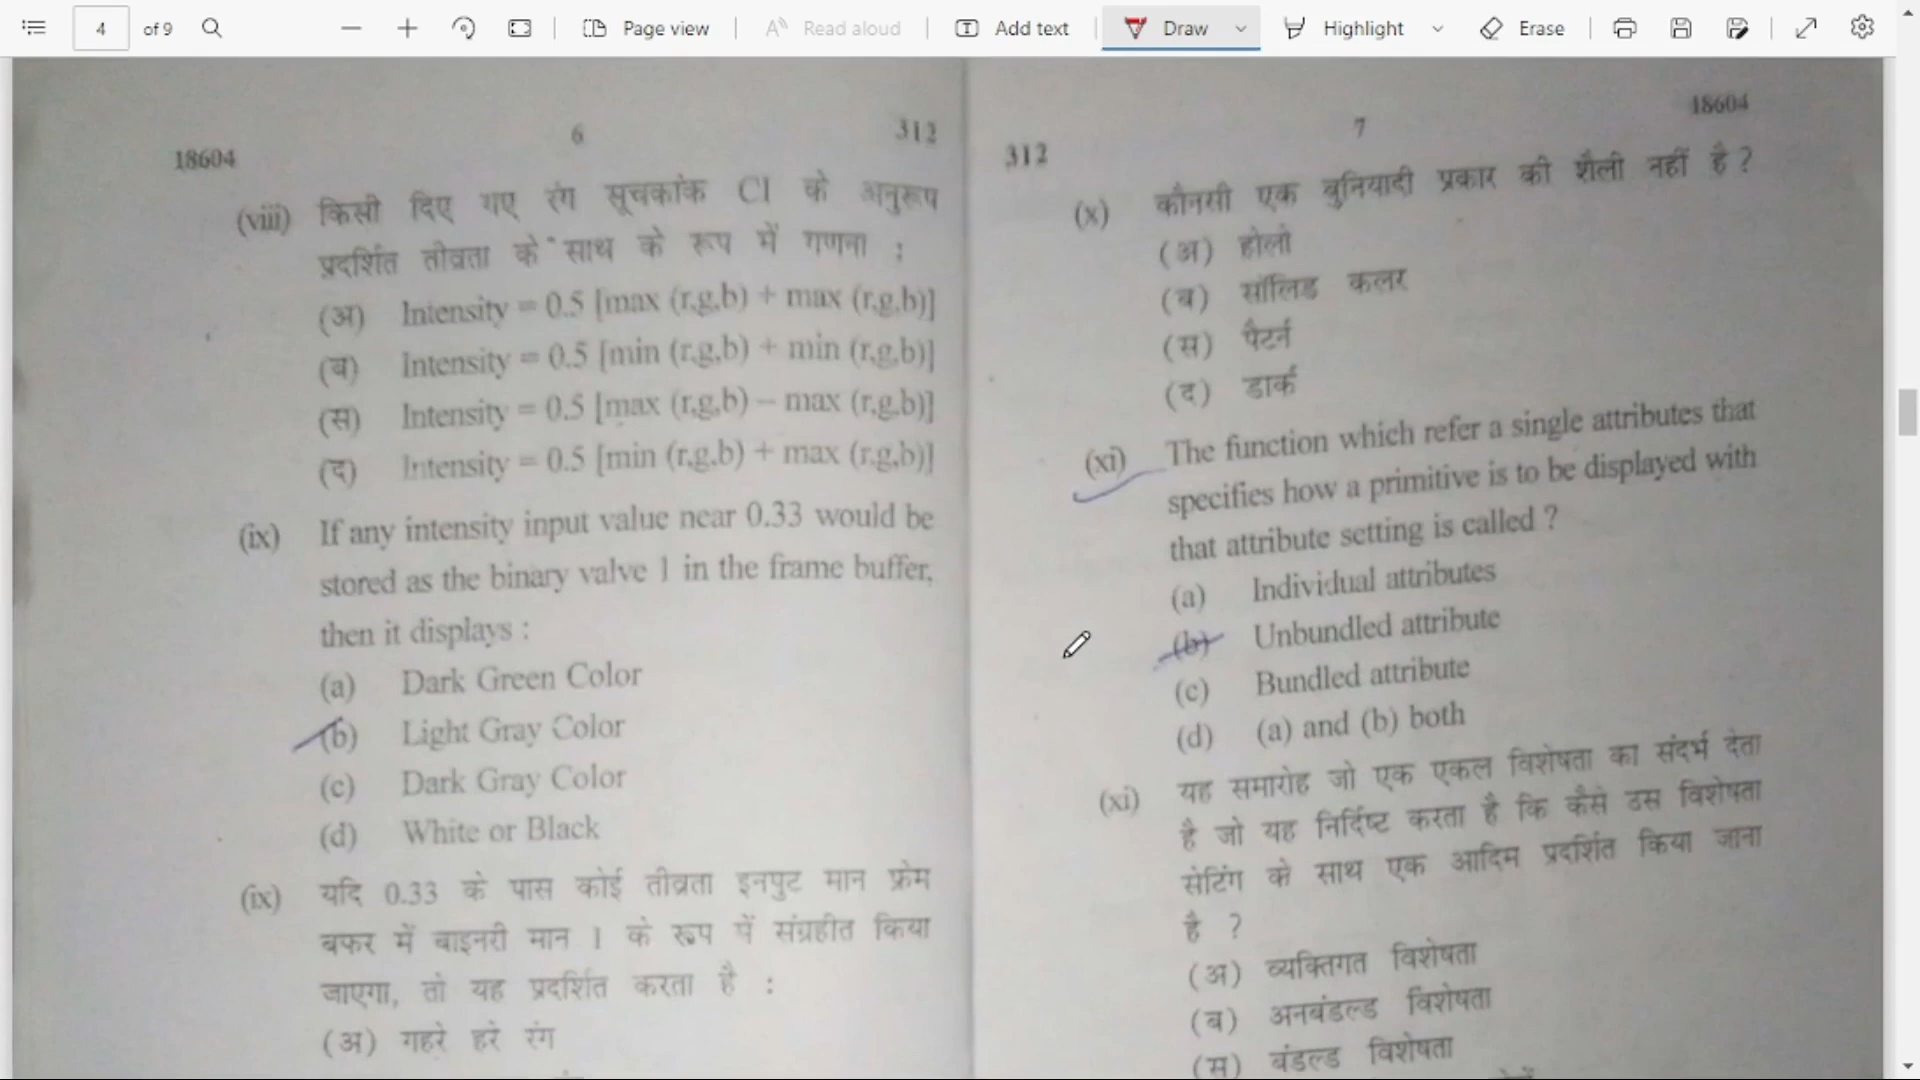 4 of 9 Page view Read aloud Add text Draw Highlight Erase
18604 6 312
(viii) किसी दिए गए रंग सूचकांक CI के अनुरूप
प्रदर्शित तीव्रता के साथ को के रूप में गणना :
(अ) Intensity = 0.5 [max (r,g,b) + max (r,g,b)]
(ब) Intensity = 0.5 [min (r,g,b) + min (r,g,b)]
(स) Intensity = 0.5 [max (r,g,b) – max (r,g,b)]
(द) Intensity = 0.5 [min (r,g,b) + max (r,g,b)]
(ix) If any intensity input value near 0.33 would be
stored as the binary valve 1 in the frame buffer,
then it displays :
(a) Dark Green Color
(b) Light Gray Color
(c) Dark Gray Color
(d) White or Black
(ix) यदि 0.33 के पास कोई तीव्रता इनपुट मान फ्रेम
बफर में बाइनरी मान 1 के रूप में संग्रहीत किया
जाएगा, तो यह प्रदर्शित करता है :
(अ) गहरे हरे रंग
312 7 18604
(x) कौनसी एक बुनियादी प्रकार की शैली नहीं है ?
(अ) होलो
(ब) सॉलिड कलर
(स) पैटर्न
(द) डार्क
(xi) The function which refer a single attributes that
specifies how a primitive is to be displayed with
that attribute setting is called ?
(a) Individual attributes
(b) Unbundled attribute
(c) Bundled attribute
(d) (a) and (b) both
(xi) यह समारोह जो एक एकल विशेषता का संदर्भ देता
है जो यह निर्दिष्ट करता है कि कैसे उस विशेषता
सेटिंग के साथ एक आदिम प्रदर्शित किया जाना
है ?
(अ) व्यक्तिगत विशेषता
(ब) अनबंडल्ड विशेषता
(स) बंडल्ड विशेषता